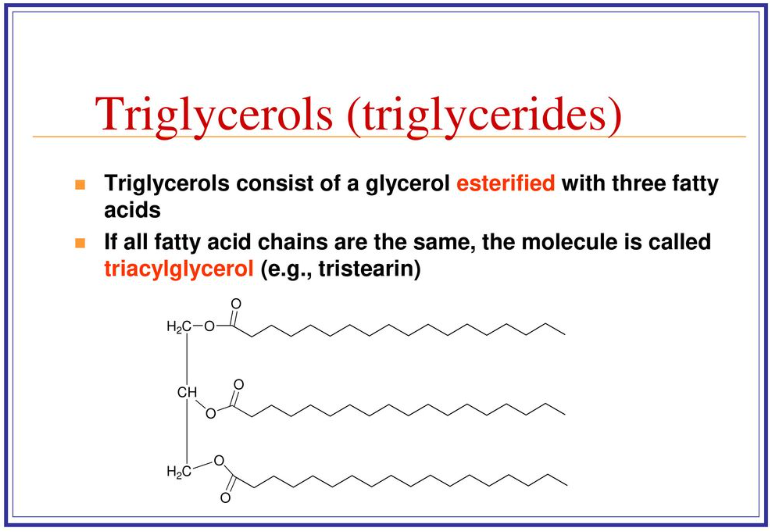 Triglycerols (triglycerides)
Triglycerols consist of a glycerol esterified with three fatty
acids
If all fatty acid chains are the same, the molecule is called
triacylglycerol (e.g., tristearin)
O
H₂C O
O
CH
O
O
H₂C
O